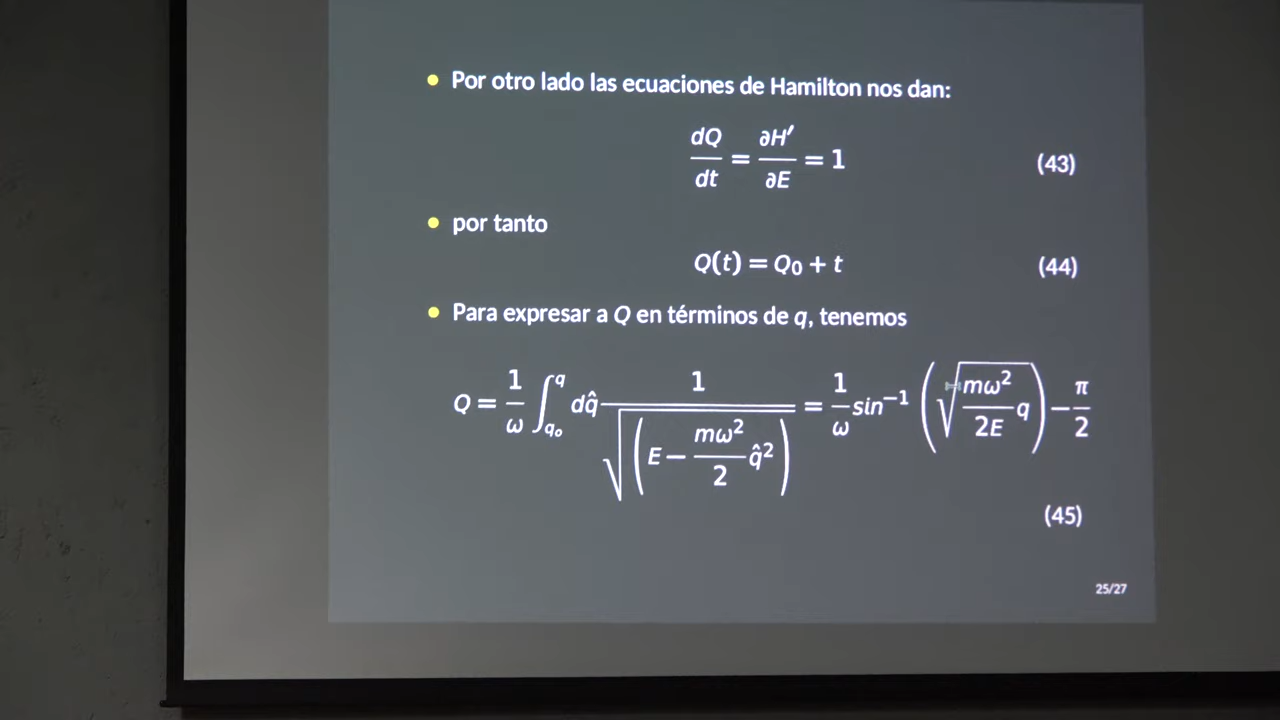 Por otro lado las ecuaciones de Hamilton nos dan:
dQ/dt = ∂H′/∂E = 1 (43)
por tanto
Q(t) = Q₀ + t (44)
Para expresar a Q en términos de q, tenemos
Q = 1/ω ∫_{q₀}^{q} dq̂ 1/√(E − mω²/2 q̂²) = 1/ω sin⁻¹(√(mω²/2E) q) − π/2
(45)
25/27